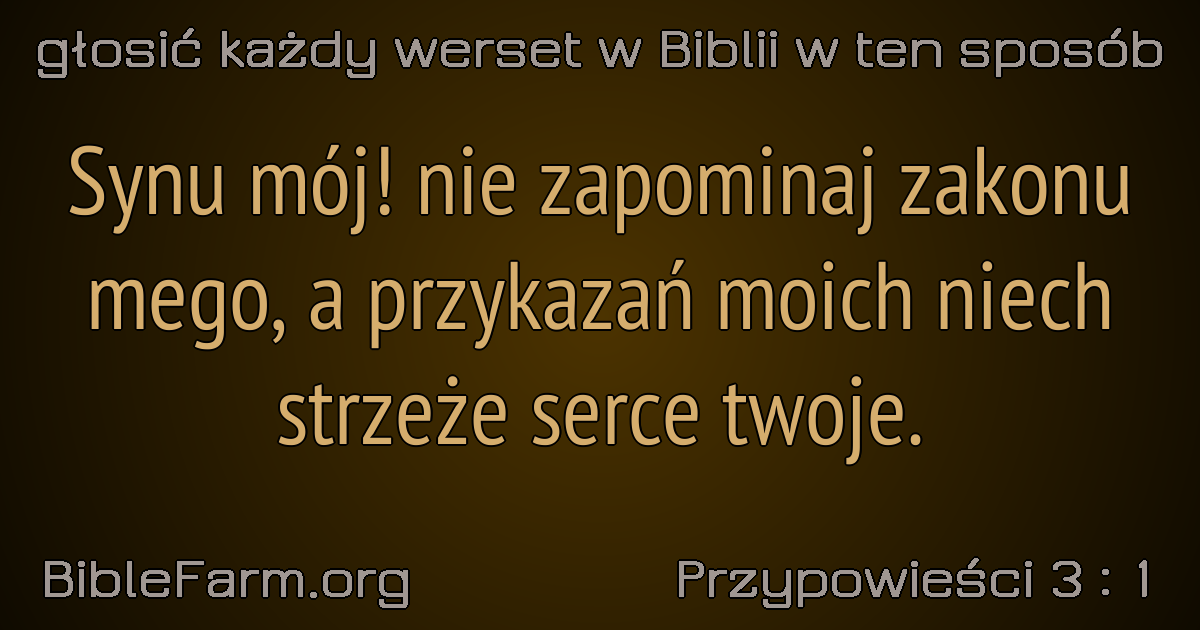 głosić każdy werset w Biblii w ten sposób
Synu mój! nie zapominaj zakonu
mego, a przykazań moich niech
strzeże serce twoje.
BibleFarm.org
Przypowieści 3 : 1